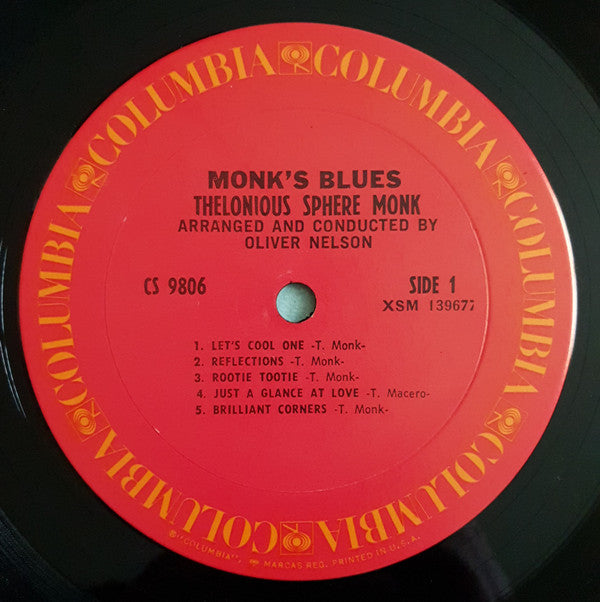 COLUMBIA COLUMBIA COLUMBIA COLUMBIA COLUMBIA COLUMBIA
MONK'S BLUES
THELONIOUS SPHERE MONK
ARRANGED AND CONDUCTED BY
OLIVER NELSON
CS 9806
SIDE 1
XSM 139677
1. LET'S COOL ONE -T. Monk-
2. REFLECTIONS -T. Monk-
3. ROOTIE TOOTIE -T. Monk-
4. JUST A GLANCE AT LOVE -T. Macero-
5. BRILLIANT CORNERS -T. Monk-
® "COLUMBIA", MARCAS REG. PRINTED IN U.S.A.